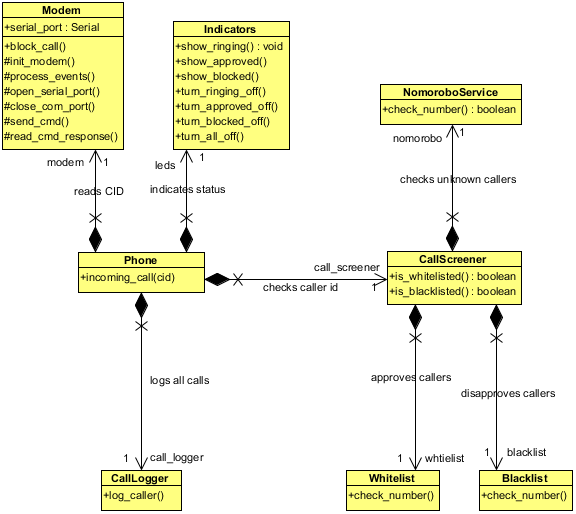 Modem
+serial_port : Serial
+block_call()
#init_modem()
#process_events()
#open_serial_port()
#close_com_port()
#send_cmd()
#read_cmd_response()
Indicators
+show_ringing() : void
+show_approved()
+show_blocked()
+turn_ringing_off()
+turn_approved_off()
+turn_blocked_off()
+turn_all_off()
NomoroboService
+check_number() : boolean
modem
1
reads CID
leds
1
indicates status
nomorobo
1
checks unknown callers
Phone
+incoming_call(cid)
call_screener
checks caller id
1
CallScreener
+is_whitelisted() : boolean
+is_blacklisted() : boolean
logs all calls
approves callers
disapproves callers
1
call_logger
1
whtielist
1
blacklist
CallLogger
+log_caller()
Whitelist
+check_number()
Blacklist
+check_number()